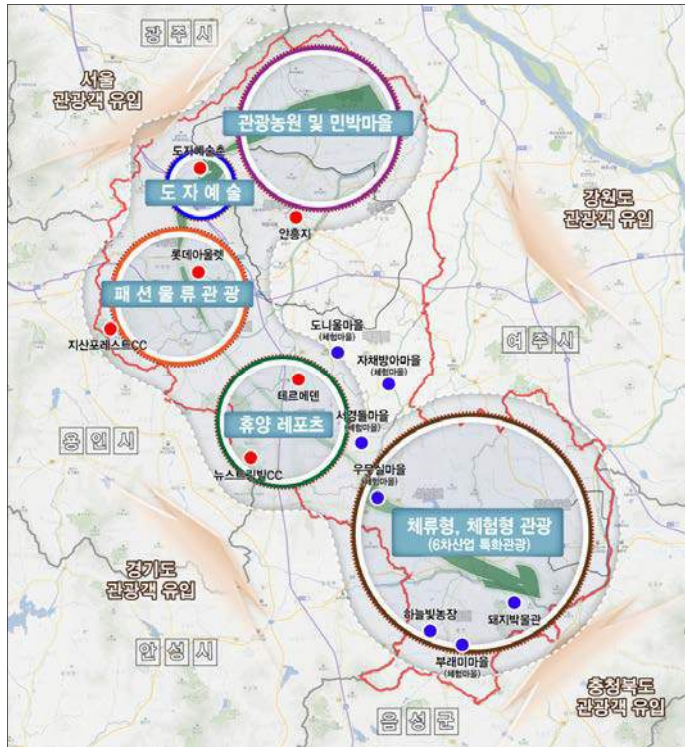 광주시
서울
관광객 유입
관광농원 및 민박마을
도자예술촌
도 자 예 술
안흥지
강원도
관광객 유입
롯데아울렛
패 션 물 류 관 광
지산포레스트CC
도니울마을
(체험마을)
자채방아마을
(체험마을)
여주시
테르메덴
휴양 레포츠
서경들마을
(체험마을)
용인시
뉴스프링빌CC
우무실마을
(체험마을)
체류형, 체험형 관광
(6차산업 특화관광)
경기도
관광객 유입
하늘빛농장
돼지박물관
부래미마을
(체험마을)
안성시
충청북도
관광객 유입
음성군